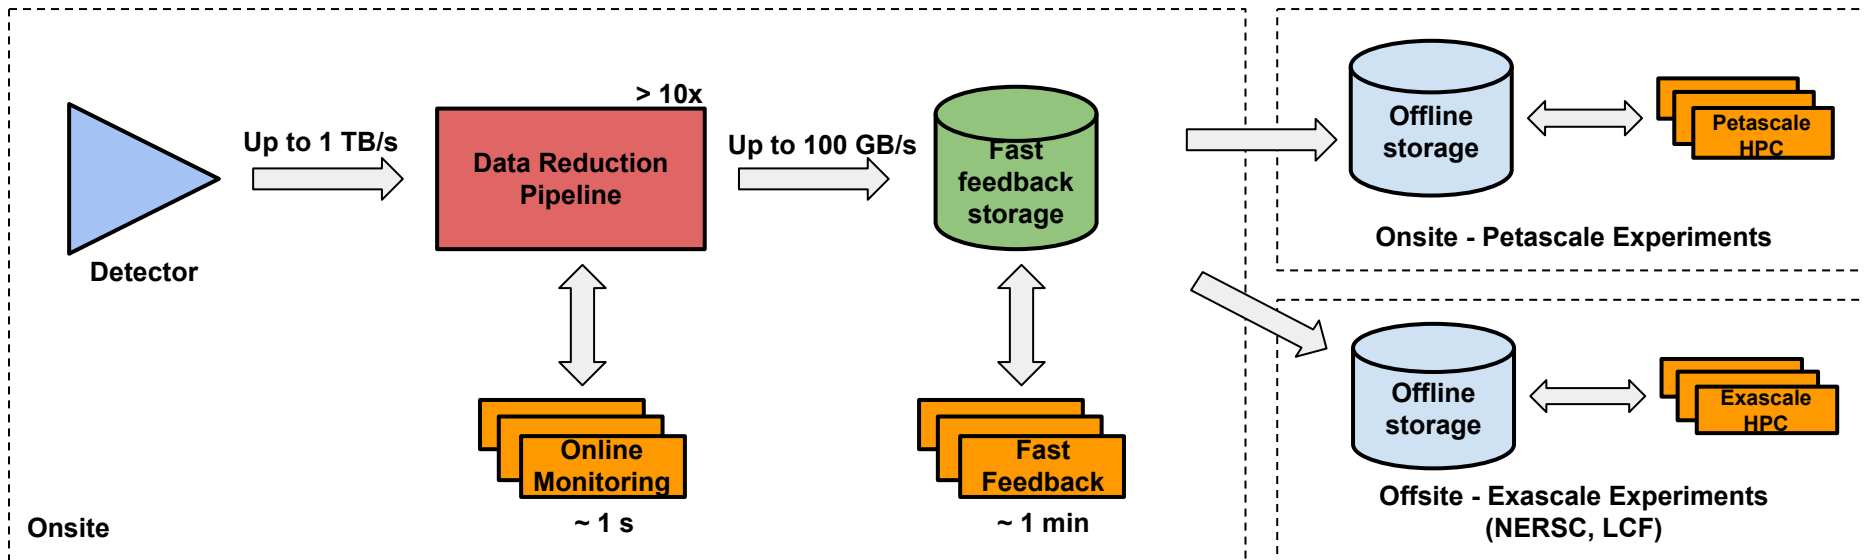 > 10x
Up to 1 TB/s
Up to 100 GB/s
Data Reduction
Pipeline
Fast
feedback
storage
Detector
Online
Monitoring
~ 1 s
Fast
Feedback
~ 1 min
Onsite
Offline
storage
Petascale
HPC
Onsite - Petascale Experiments
Offline
storage
Exascale
HPC
Offsite - Exascale Experiments
(NERSC, LCF)